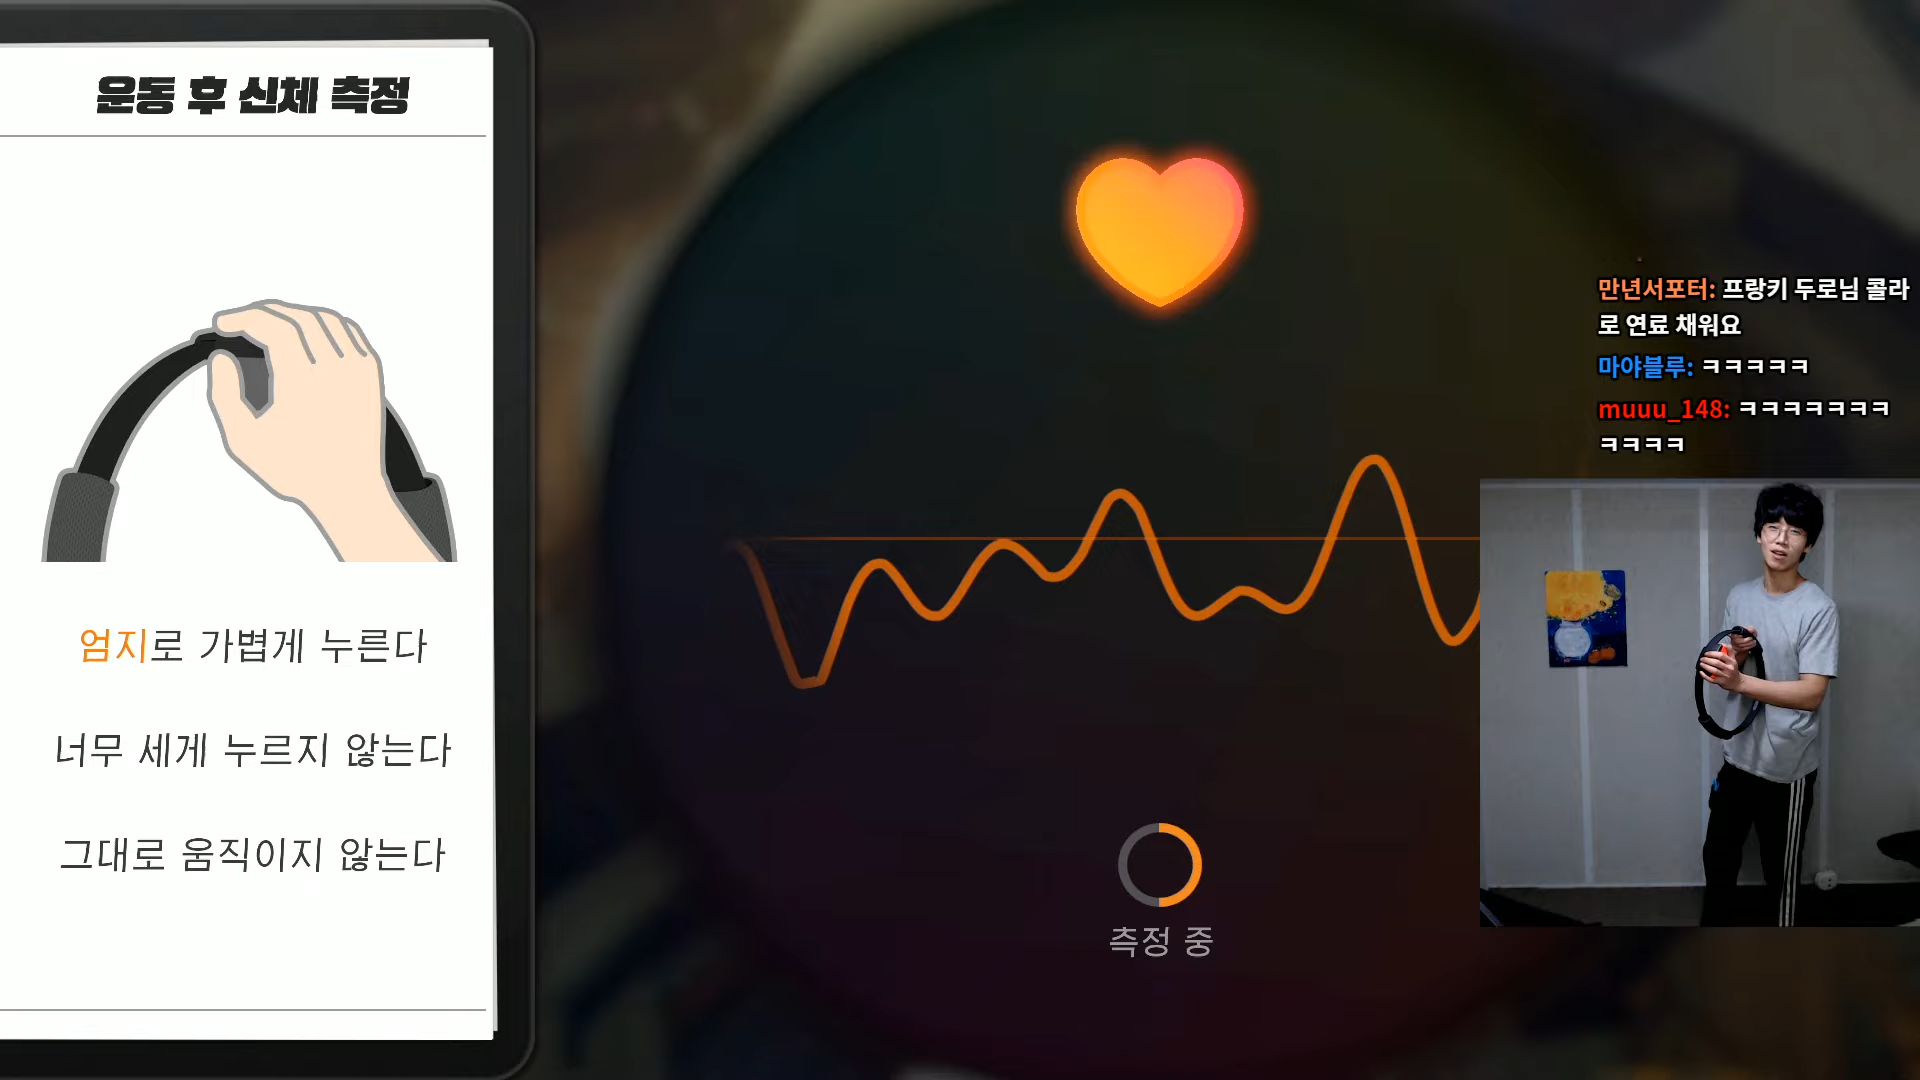 운동 후 신체 측정
엄지로 가볍게 누른다
너무 세게 누르지 않는다
그대로 움직이지 않는다
측정 중
만년서포터: 프랑키 두로님 콜라
로 연료 채워요
마야블루: ㅋㅋㅋㅋㅋ
muuu_148: ㅋㅋㅋㅋㅋㅋㅋ
ㅋㅋㅋㅋ